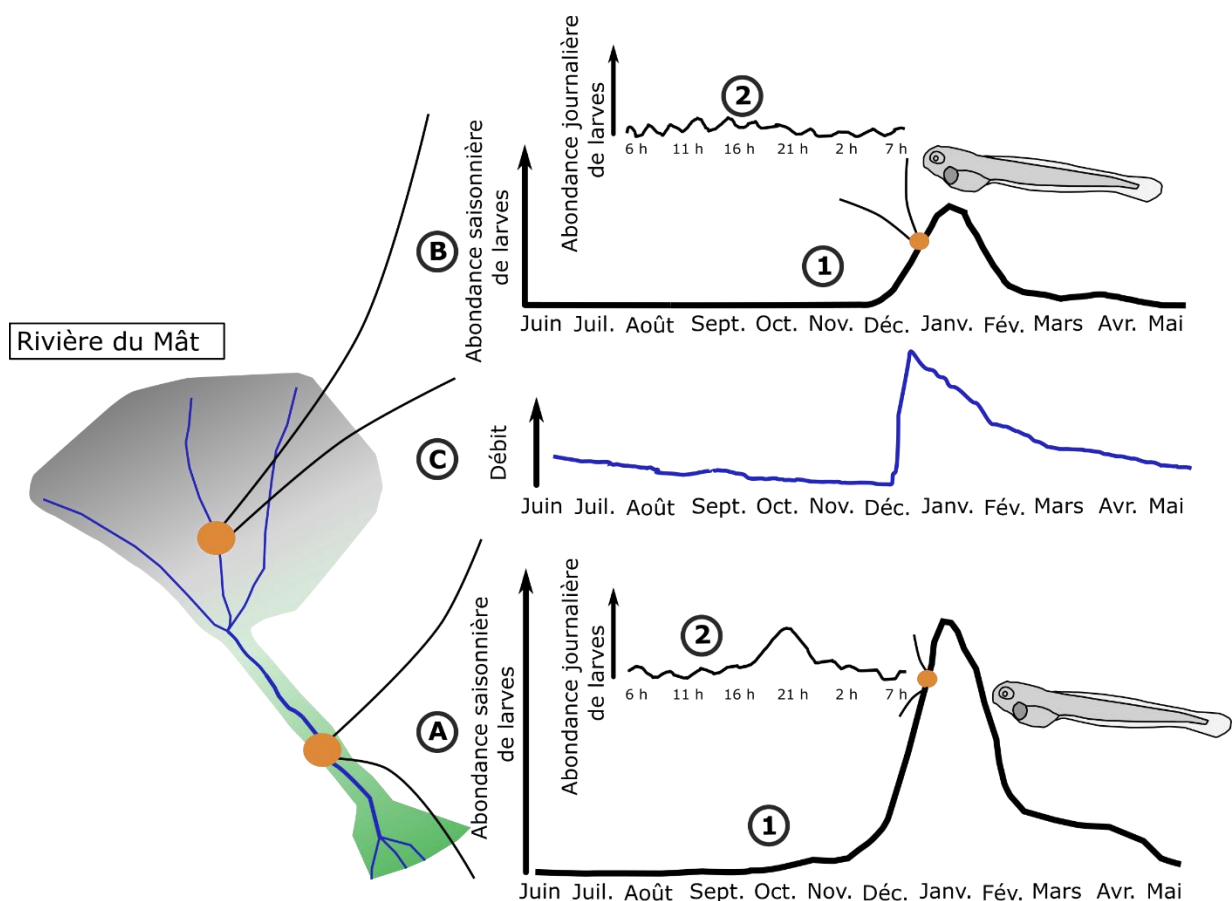 Rivière du Mât
B
Abondance saisonnière
de larves
Abondance journalière
de larves
2
6 h 11 h 16 h 21 h 2 h 7 h
1
Juin Juil. Août Sept. Oct. Nov. Déc. Janv. Fév. Mars Avr. Mai
C
Débit
Juin Juil. Août Sept. Oct. Nov. Déc. Janv. Fév. Mars Avr. Mai
A
Abondance saisonnière
de larves
Abondance journalière
de larves
2
6 h 11 h 16 h 21 h 2 h 7 h
1
Juin Juil. Août Sept. Oct. Nov. Déc. Janv. Fév. Mars Avr. Mai